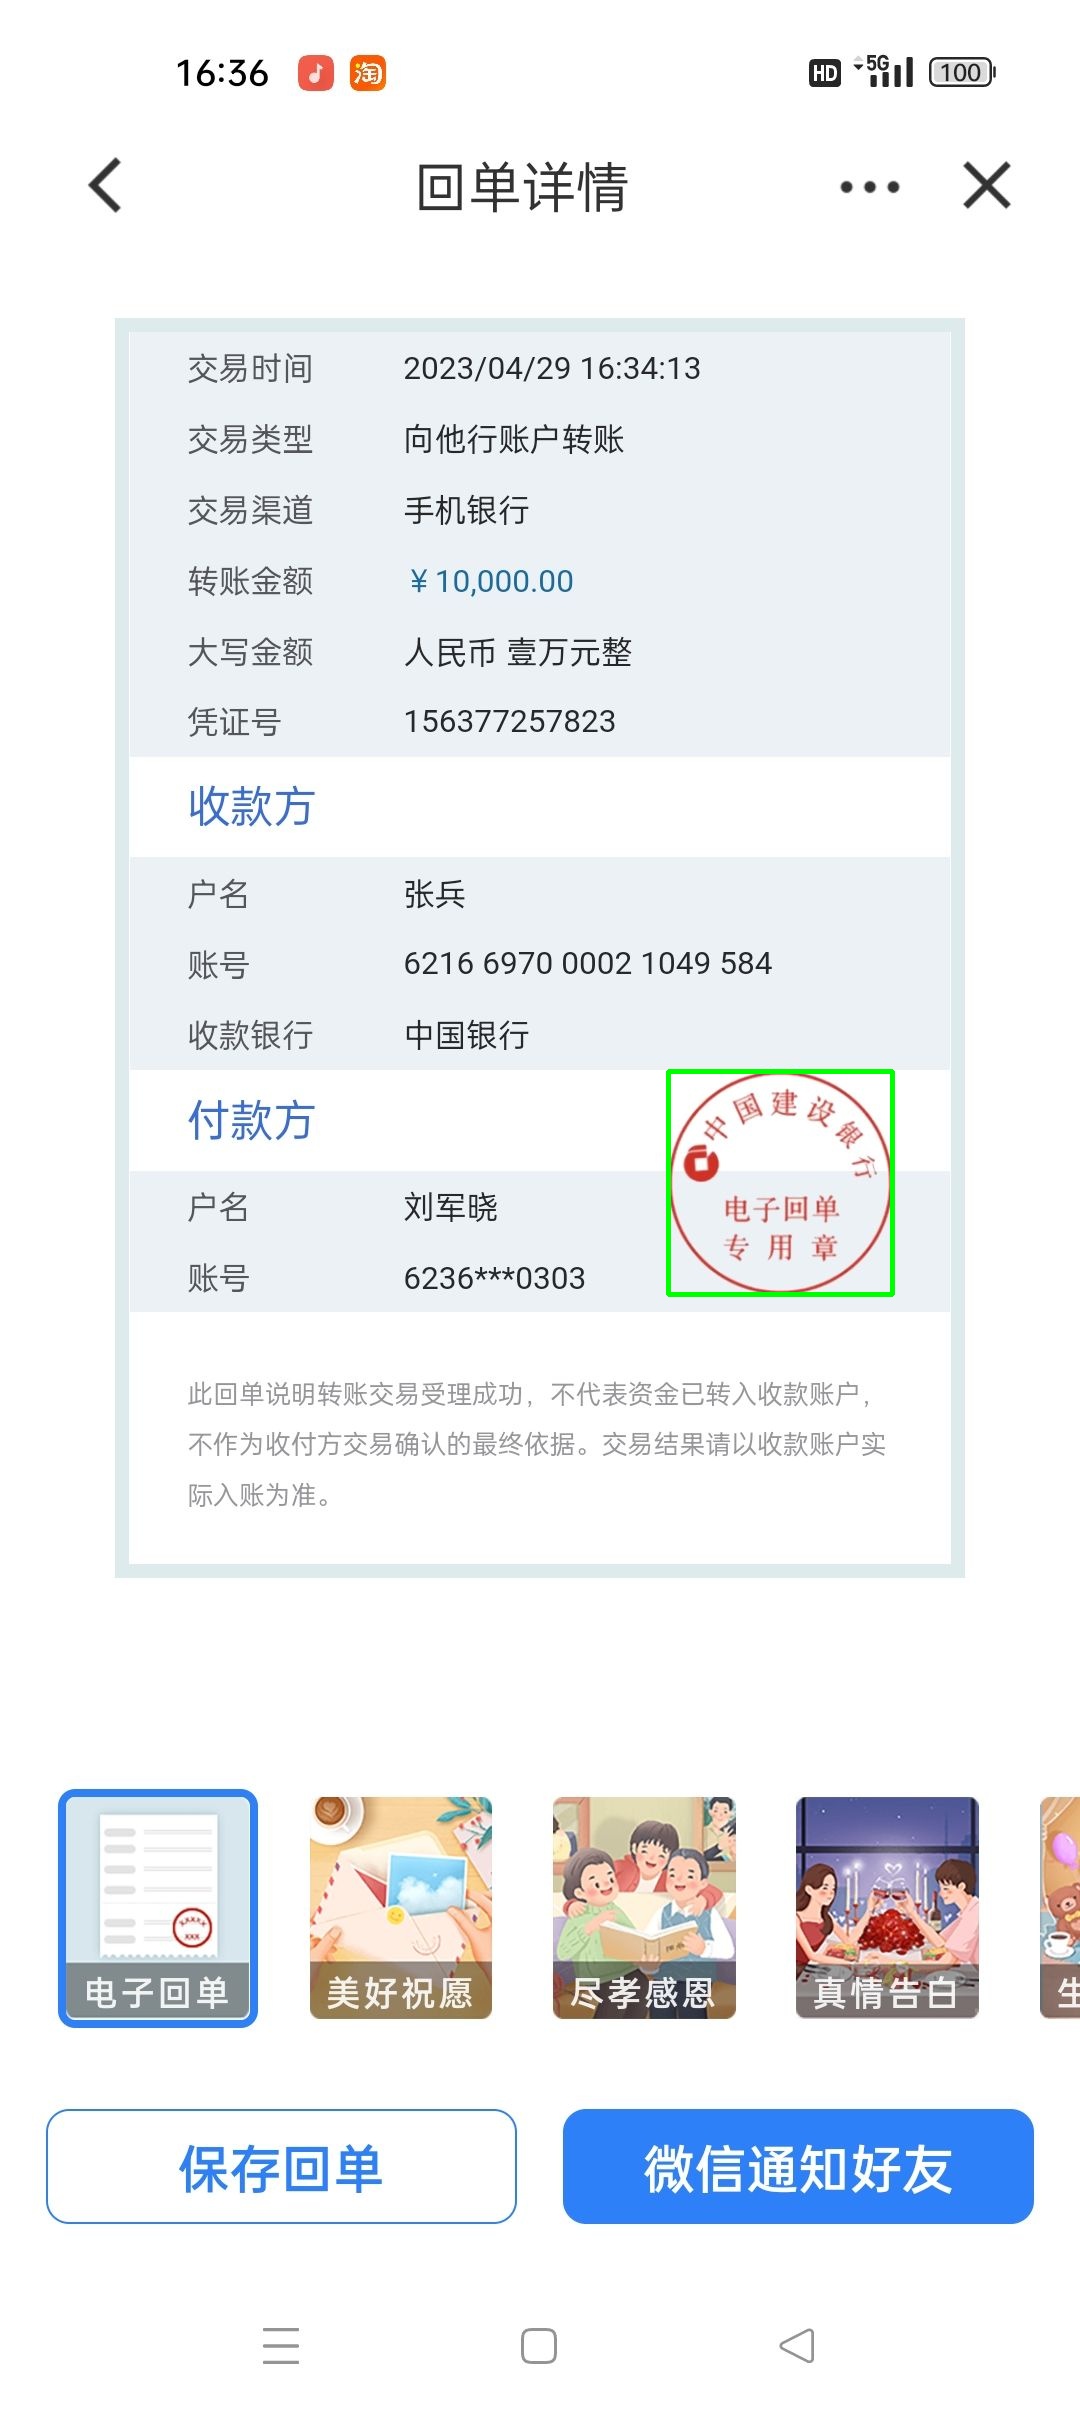 16:36 淘 HD 5G 100
回单详情
交易时间 2023/04/29 16:34:13
交易类型 向他行账户转账
交易渠道 手机银行
转账金额 ¥10,000.00
大写金额 人民币 壹万元整
凭证号 156377257823
收款方
户名 张兵
账号 6216 6970 0002 1049 584
收款银行 中国银行
付款方
中国建设银行
电子回单
专用章
户名 刘军晓
账号 6236***0303
此回单说明转账交易受理成功，不代表资金已转入收款账户，
不作为收付方交易确认的最终依据。交易结果请以收款账户实
际入账为准。
XXXXX
XXX
电子回单 美好祝愿 尽孝感恩 真情告白 生
保存回单 微信通知好友